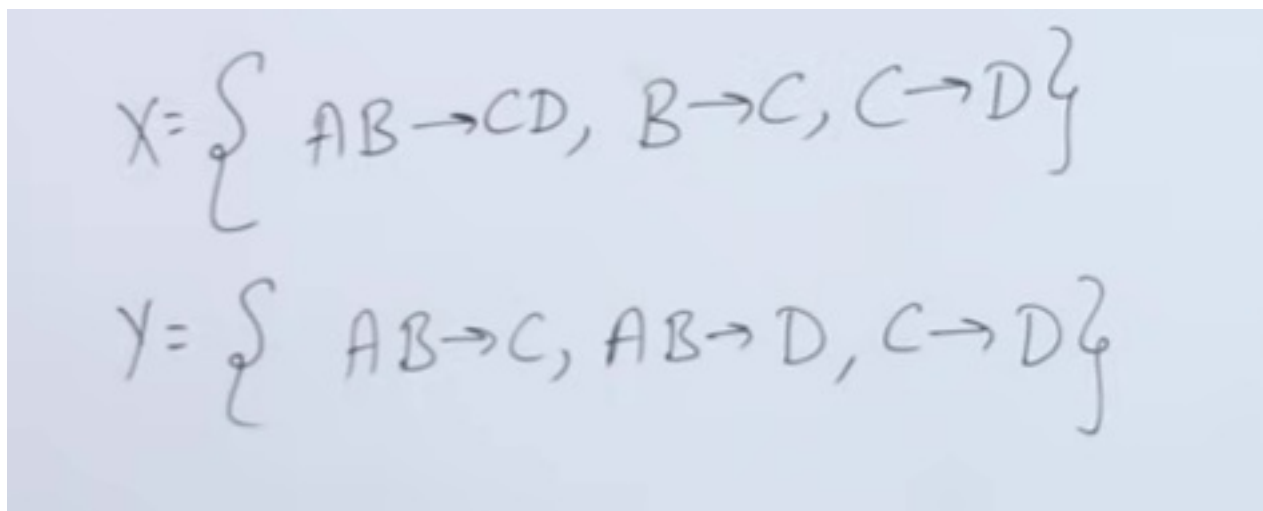 X={ AB→CD, B→C, C→D}
Y={ AB→C, AB→D, C→D}